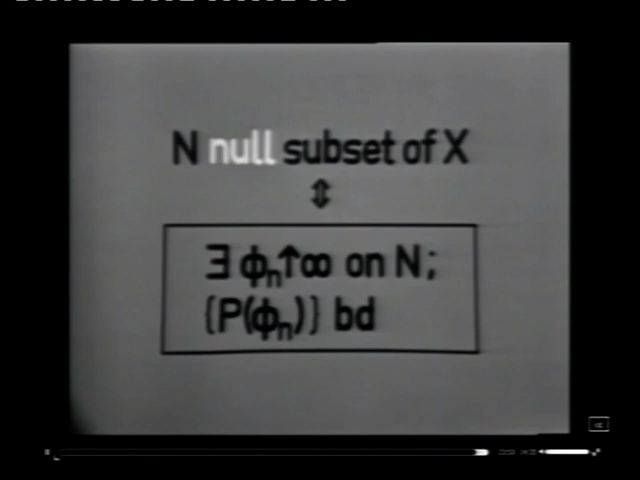 N null subset of X
⇕
∃ ϕₙ↑∞ on N;
{P(ϕₙ)} bd